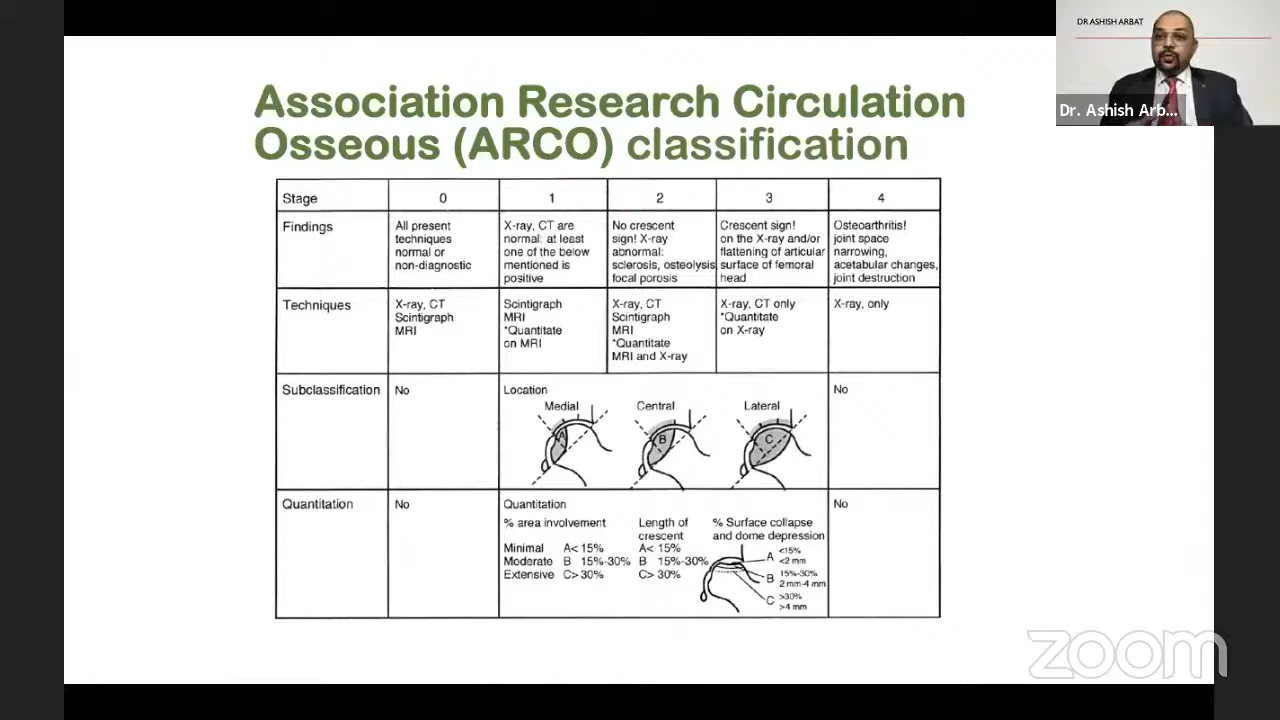 DR ASHISH ARBAT
Dr. Ashish Arb...
Association Research Circulation
Osseous (ARCO) classification
Stage
0
1
2
3
4
Findings
All present
techniques
normal or
non-diagnostic
X-ray, CT are
normal: at least
one of the below
mentioned is
positive
No crescent
sign! X-ray
abnormal:
sclerosis, osteolysis,
focal porosis
Crescent sign!
on the X-ray and/or
flattening of articular
surface of femoral
head
Osteoarthritis!
joint space
narrowing,
acetabular changes,
joint destruction
Techniques
X-ray, CT
Scintigraph
MRI
Scintigraph
MRI
*Quantitate
on MRI
X-ray, CT
Scintigraph
MRI
*Quantitate
MRI and X-ray
X-ray, CT only
*Quantitate
on X-ray
X-ray, only
Subclassification
No
Location
Medial
A
Central
B
Lateral
C
No
Quantitation
No
Quantitation
% area involvement
Minimal A< 15%
Moderate B 15%-30%
Extensive C> 30%
Length of
crescent
A< 15%
B 15%-30%
C> 30%
% Surface collapse
and dome depression
A <15%
<2 mm
B 15%-30%
2 mm-4 mm
C >30%
>4 mm
No
zoom